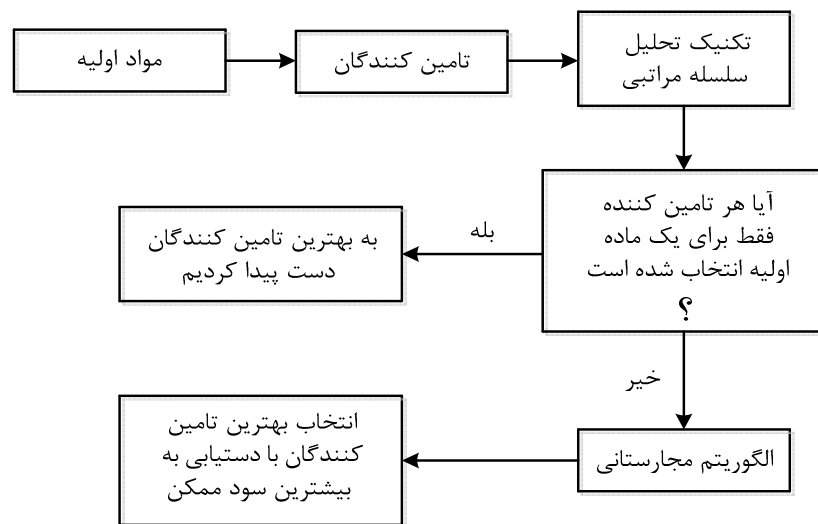 مواد اولیه
تامین کنندگان
تکنیک تحلیل
سلسله مراتبی
آیا هر تامین کننده
فقط برای یک ماده
اولیه انتخاب شده است
؟
بله
به بهترین تامین کنندگان
دست پیدا کردیم
خیر
الگوریتم مجارستانی
انتخاب بهترین تامین
کنندگان با دستیابی به
بیشترین سود ممکن